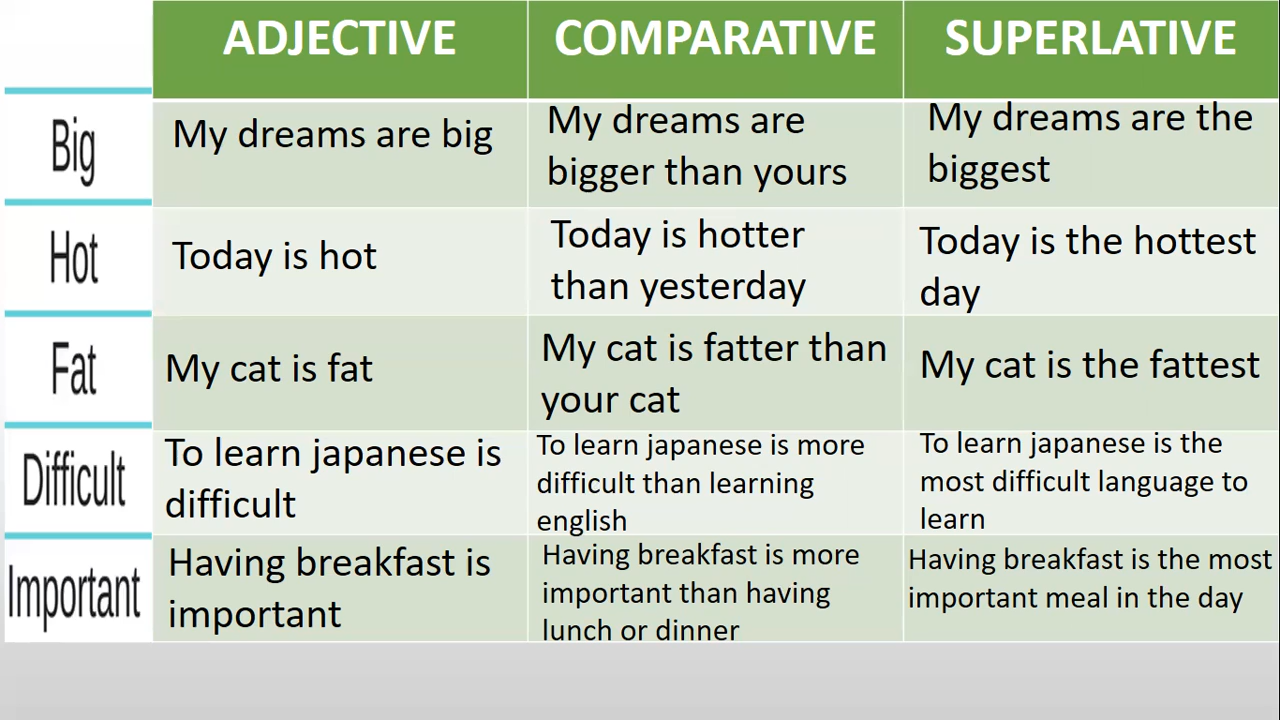 ADJECTIVE COMPARATIVE SUPERLATIVE
Big
My dreams are big
My dreams are
bigger than yours
My dreams are the
biggest
Hot
Today is hot
Today is hotter
than yesterday
Today is the hottest
day
Fat
My cat is fat
My cat is fatter than
your cat
My cat is the fattest
Difficult
To learn japanese is
difficult
To learn japanese is more
difficult than learning
english
To learn japanese is the
most difficult language to
learn
Important
Having breakfast is
important
Having breakfast is more
important than having
lunch or dinner
Having breakfast is the most
important meal in the day